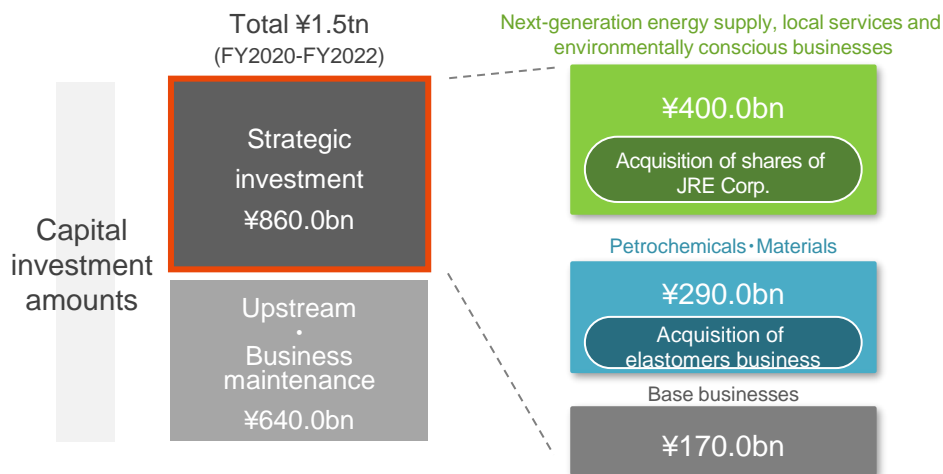 Total ¥1.5tn
(FY2020-FY2022)
Capital
investment
amounts
Strategic
investment
¥860.0bn
Upstream
・
Business
maintenance
¥640.0bn
Next-generation energy supply, local services and
environmentally conscious businesses
¥400.0bn
Acquisition of shares of
JRE Corp.
Petrochemicals・Materials
¥290.0bn
Acquisition of
elastomers business
Base businesses
¥170.0bn